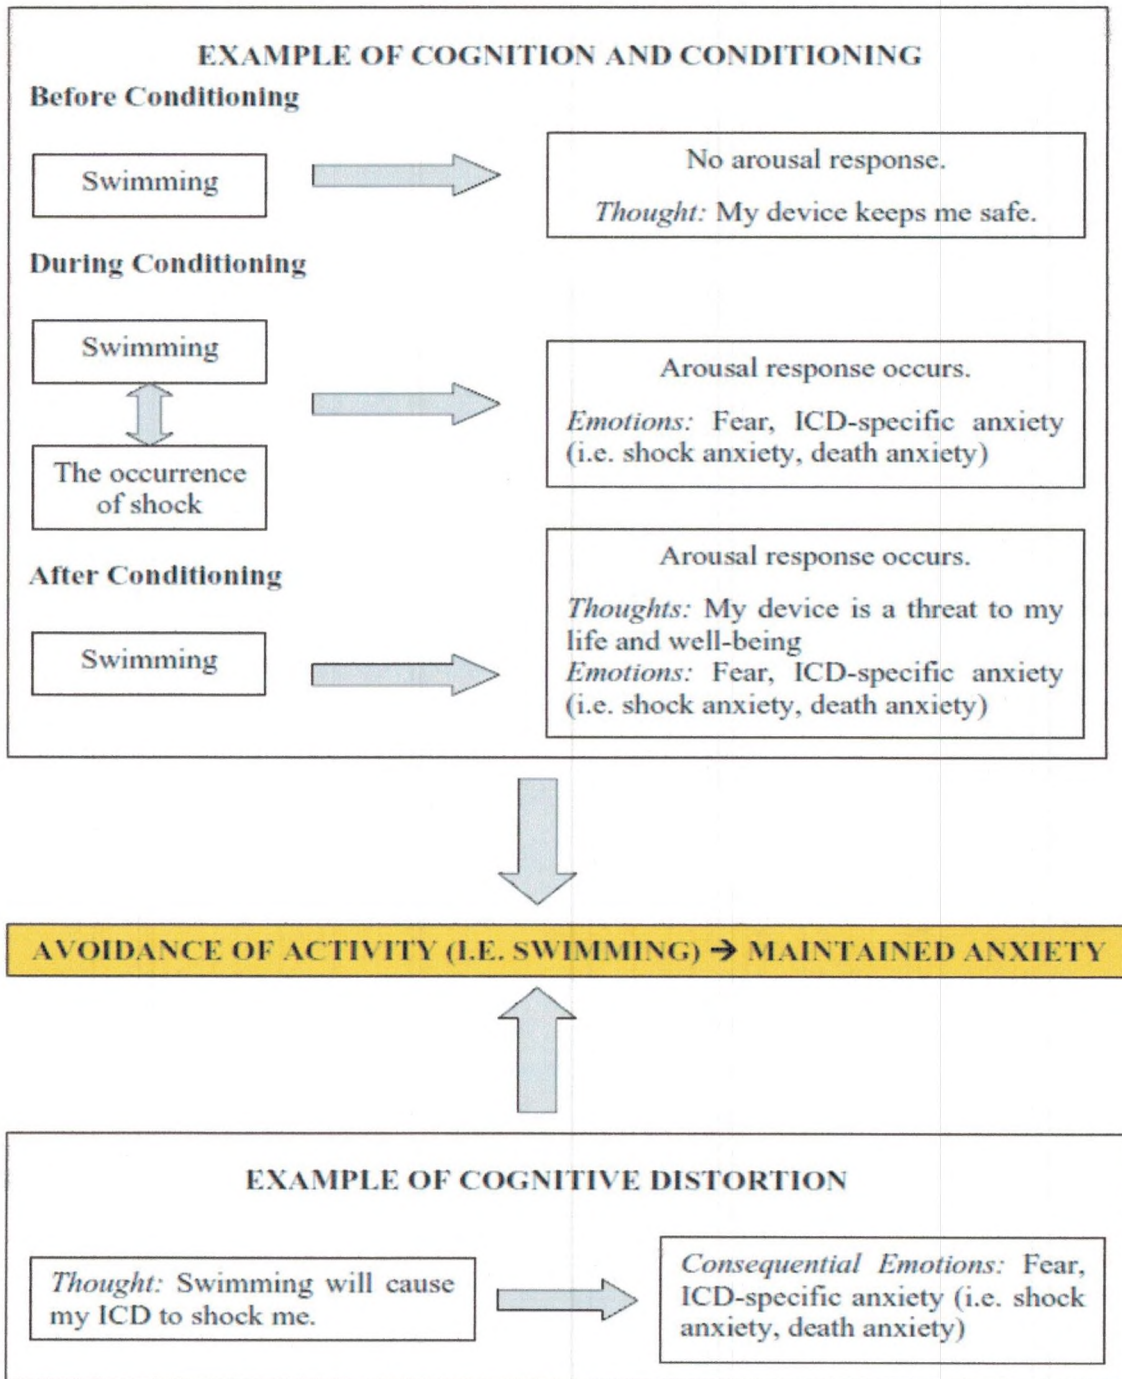 EXAMPLE OF COGNITION AND CONDITIONING
Before Conditioning
Swimming
No arousal response.
Thought: My device keeps me safe.
During Conditioning
Swimming
The occurrence
of shock
Arousal response occurs.
Emotions: Fear, ICD-specific anxiety
(i.e. shock anxiety, death anxiety)
After Conditioning
Swimming
Arousal response occurs.
Thoughts: My device is a threat to my
life and well-being
Emotions: Fear, ICD-specific anxiety
(i.e. shock anxiety, death anxiety)
AVOIDANCE OF ACTIVITY (I.E. SWIMMING) → MAINTAINED ANXIETY
EXAMPLE OF COGNITIVE DISTORTION
Thought: Swimming will cause
my ICD to shock me.
Consequential Emotions: Fear,
ICD-specific anxiety (i.e. shock
anxiety, death anxiety)